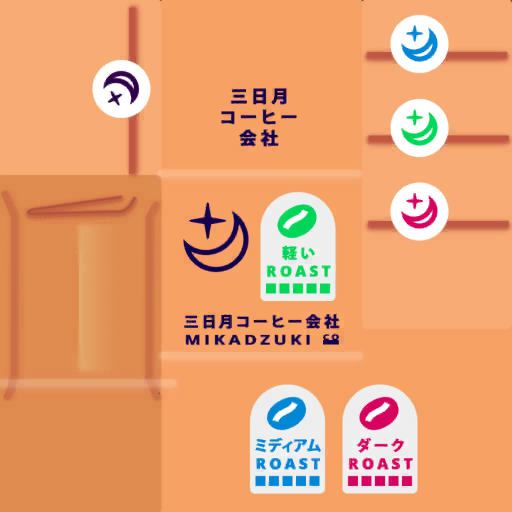 三日月
コーヒー
会社
軽い
ROAST
三日月コーヒー会社
MIKADZUKI CO
ミディアム
ROAST
ダーク
ROAST